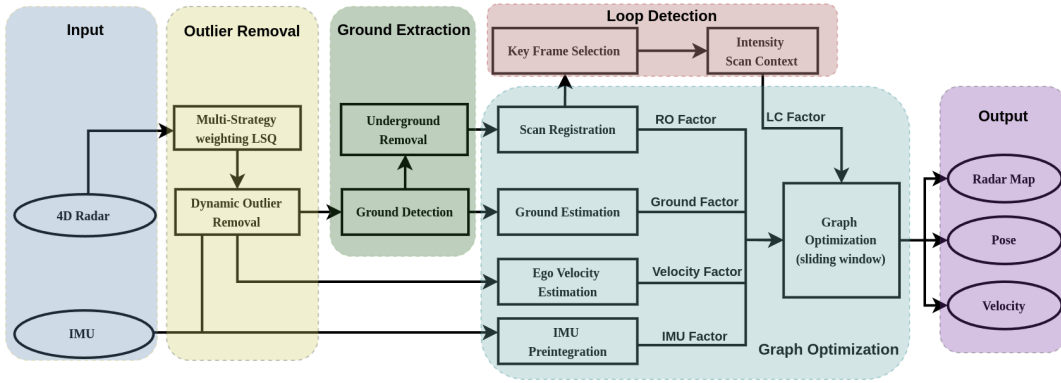 Input
Outlier Removal
Ground Extraction
Loop Detection
Key Frame Selection
Intensity
Scan Context
Multi-Strategy
weighting LSQ
Underground
Removal
Scan Registration
RO Factor
LC Factor
Output
4D Radar
Dynamic Outlier
Removal
Ground Detection
Ground Estimation
Ground Factor
Graph
Optimization
(sliding window)
Radar Map
Pose
Ego Velocity
Estimation
Velocity Factor
Velocity
IMU
IMU
Preintegration
IMU Factor
Graph Optimization